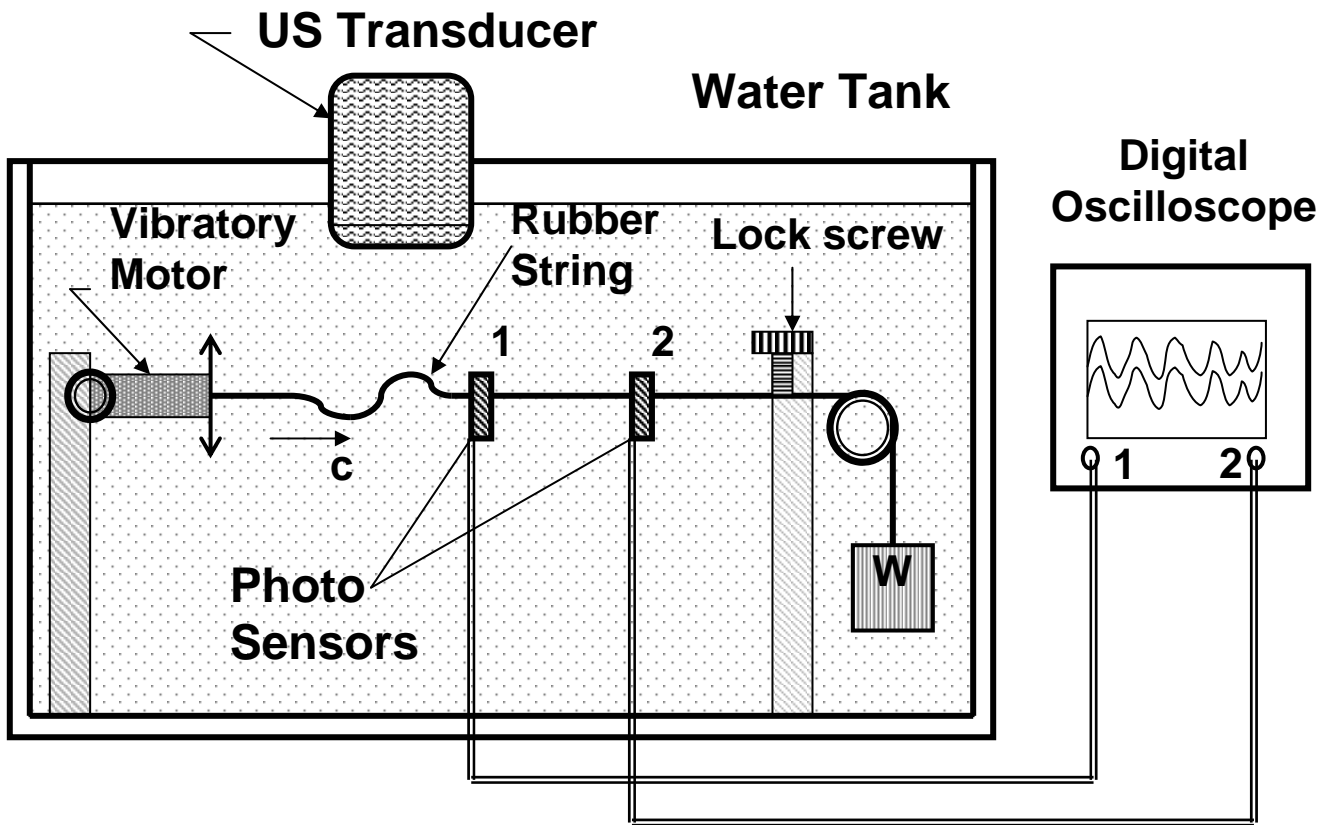 US Transducer
Water Tank
Digital
Oscilloscope
Vibratory
Motor
Rubber
String
Lock screw
1
2
c
1
2
Photo
Sensors
W